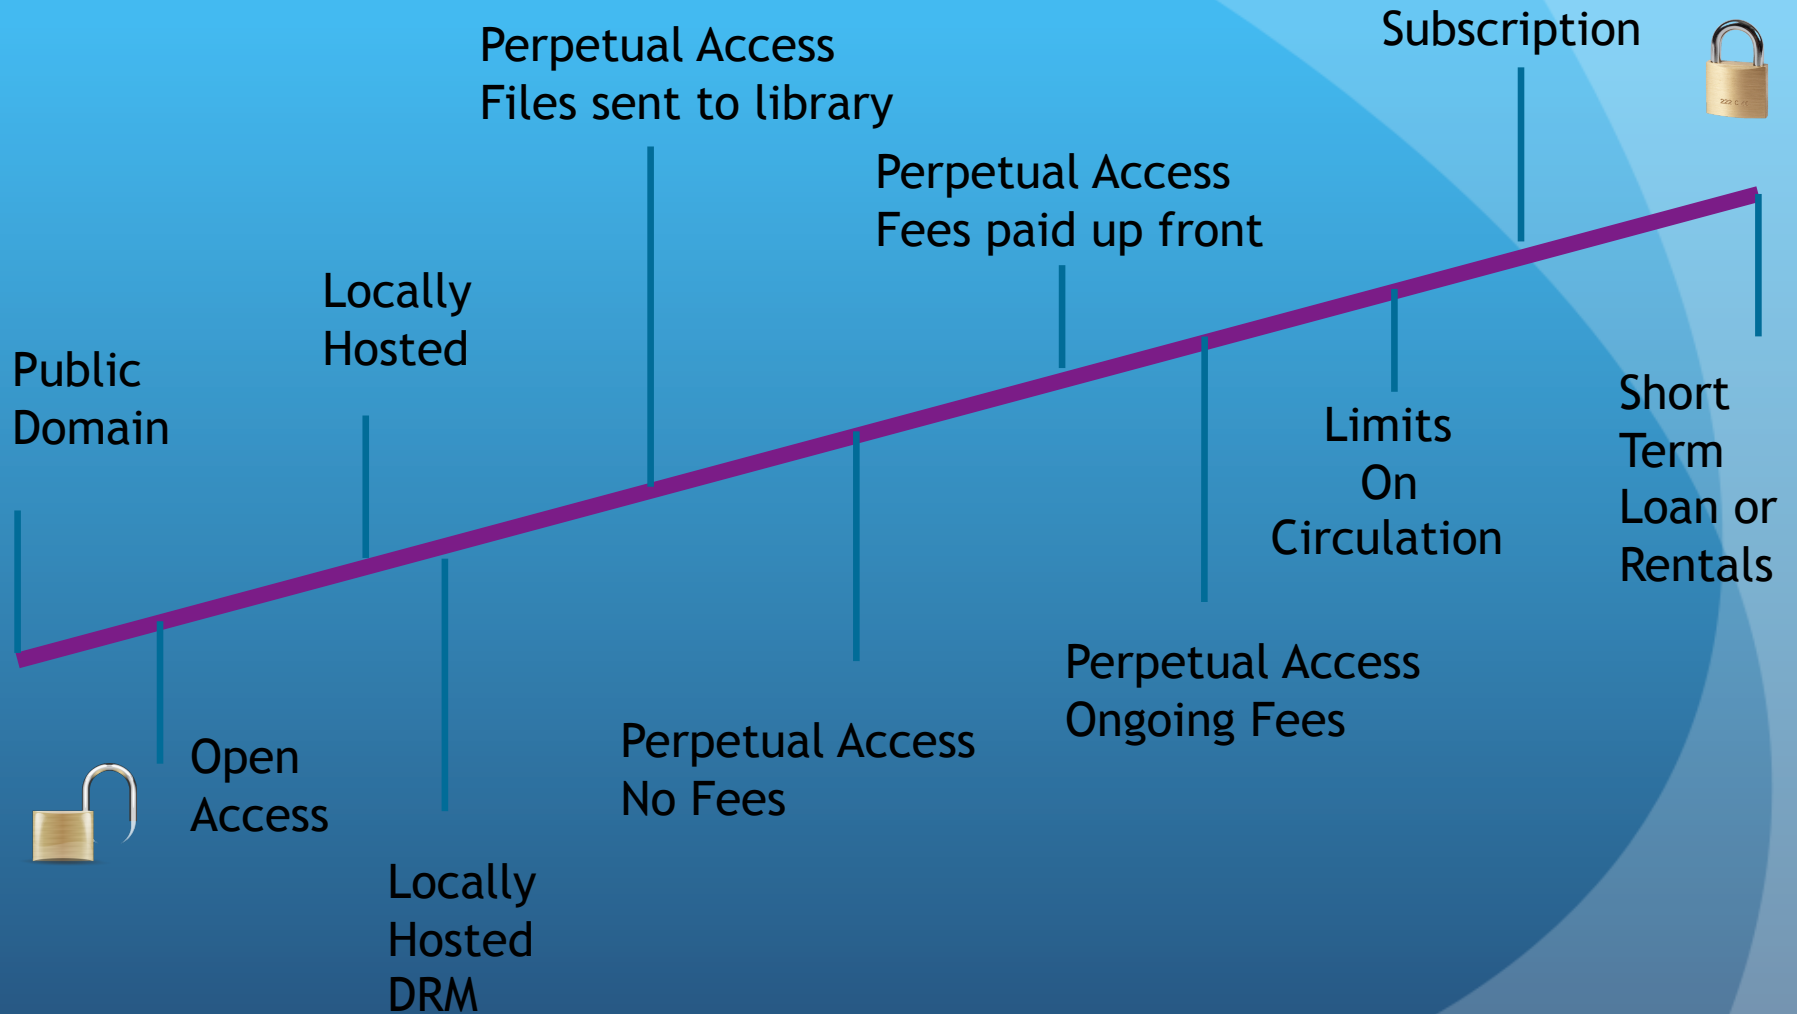 Subscription
Perpetual Access
Files sent to library
Perpetual Access
Fees paid up front
Locally
Hosted
Public
Domain
Short
Term
Loan or
Rentals
Limits
On
Circulation
Perpetual Access
Ongoing Fees
Perpetual Access
No Fees
Open
Access
Locally
Hosted
DRM